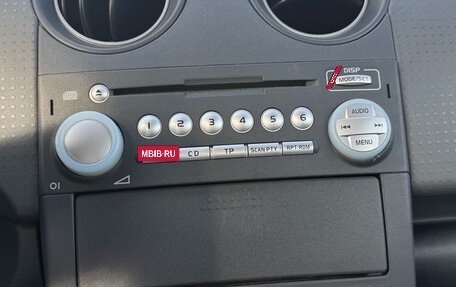 DISP
MODE/SET
1 2 3 4 5 6
AUDIO
MBIB·RU CD TP SCAN·PTY RPT·RDM
MENU